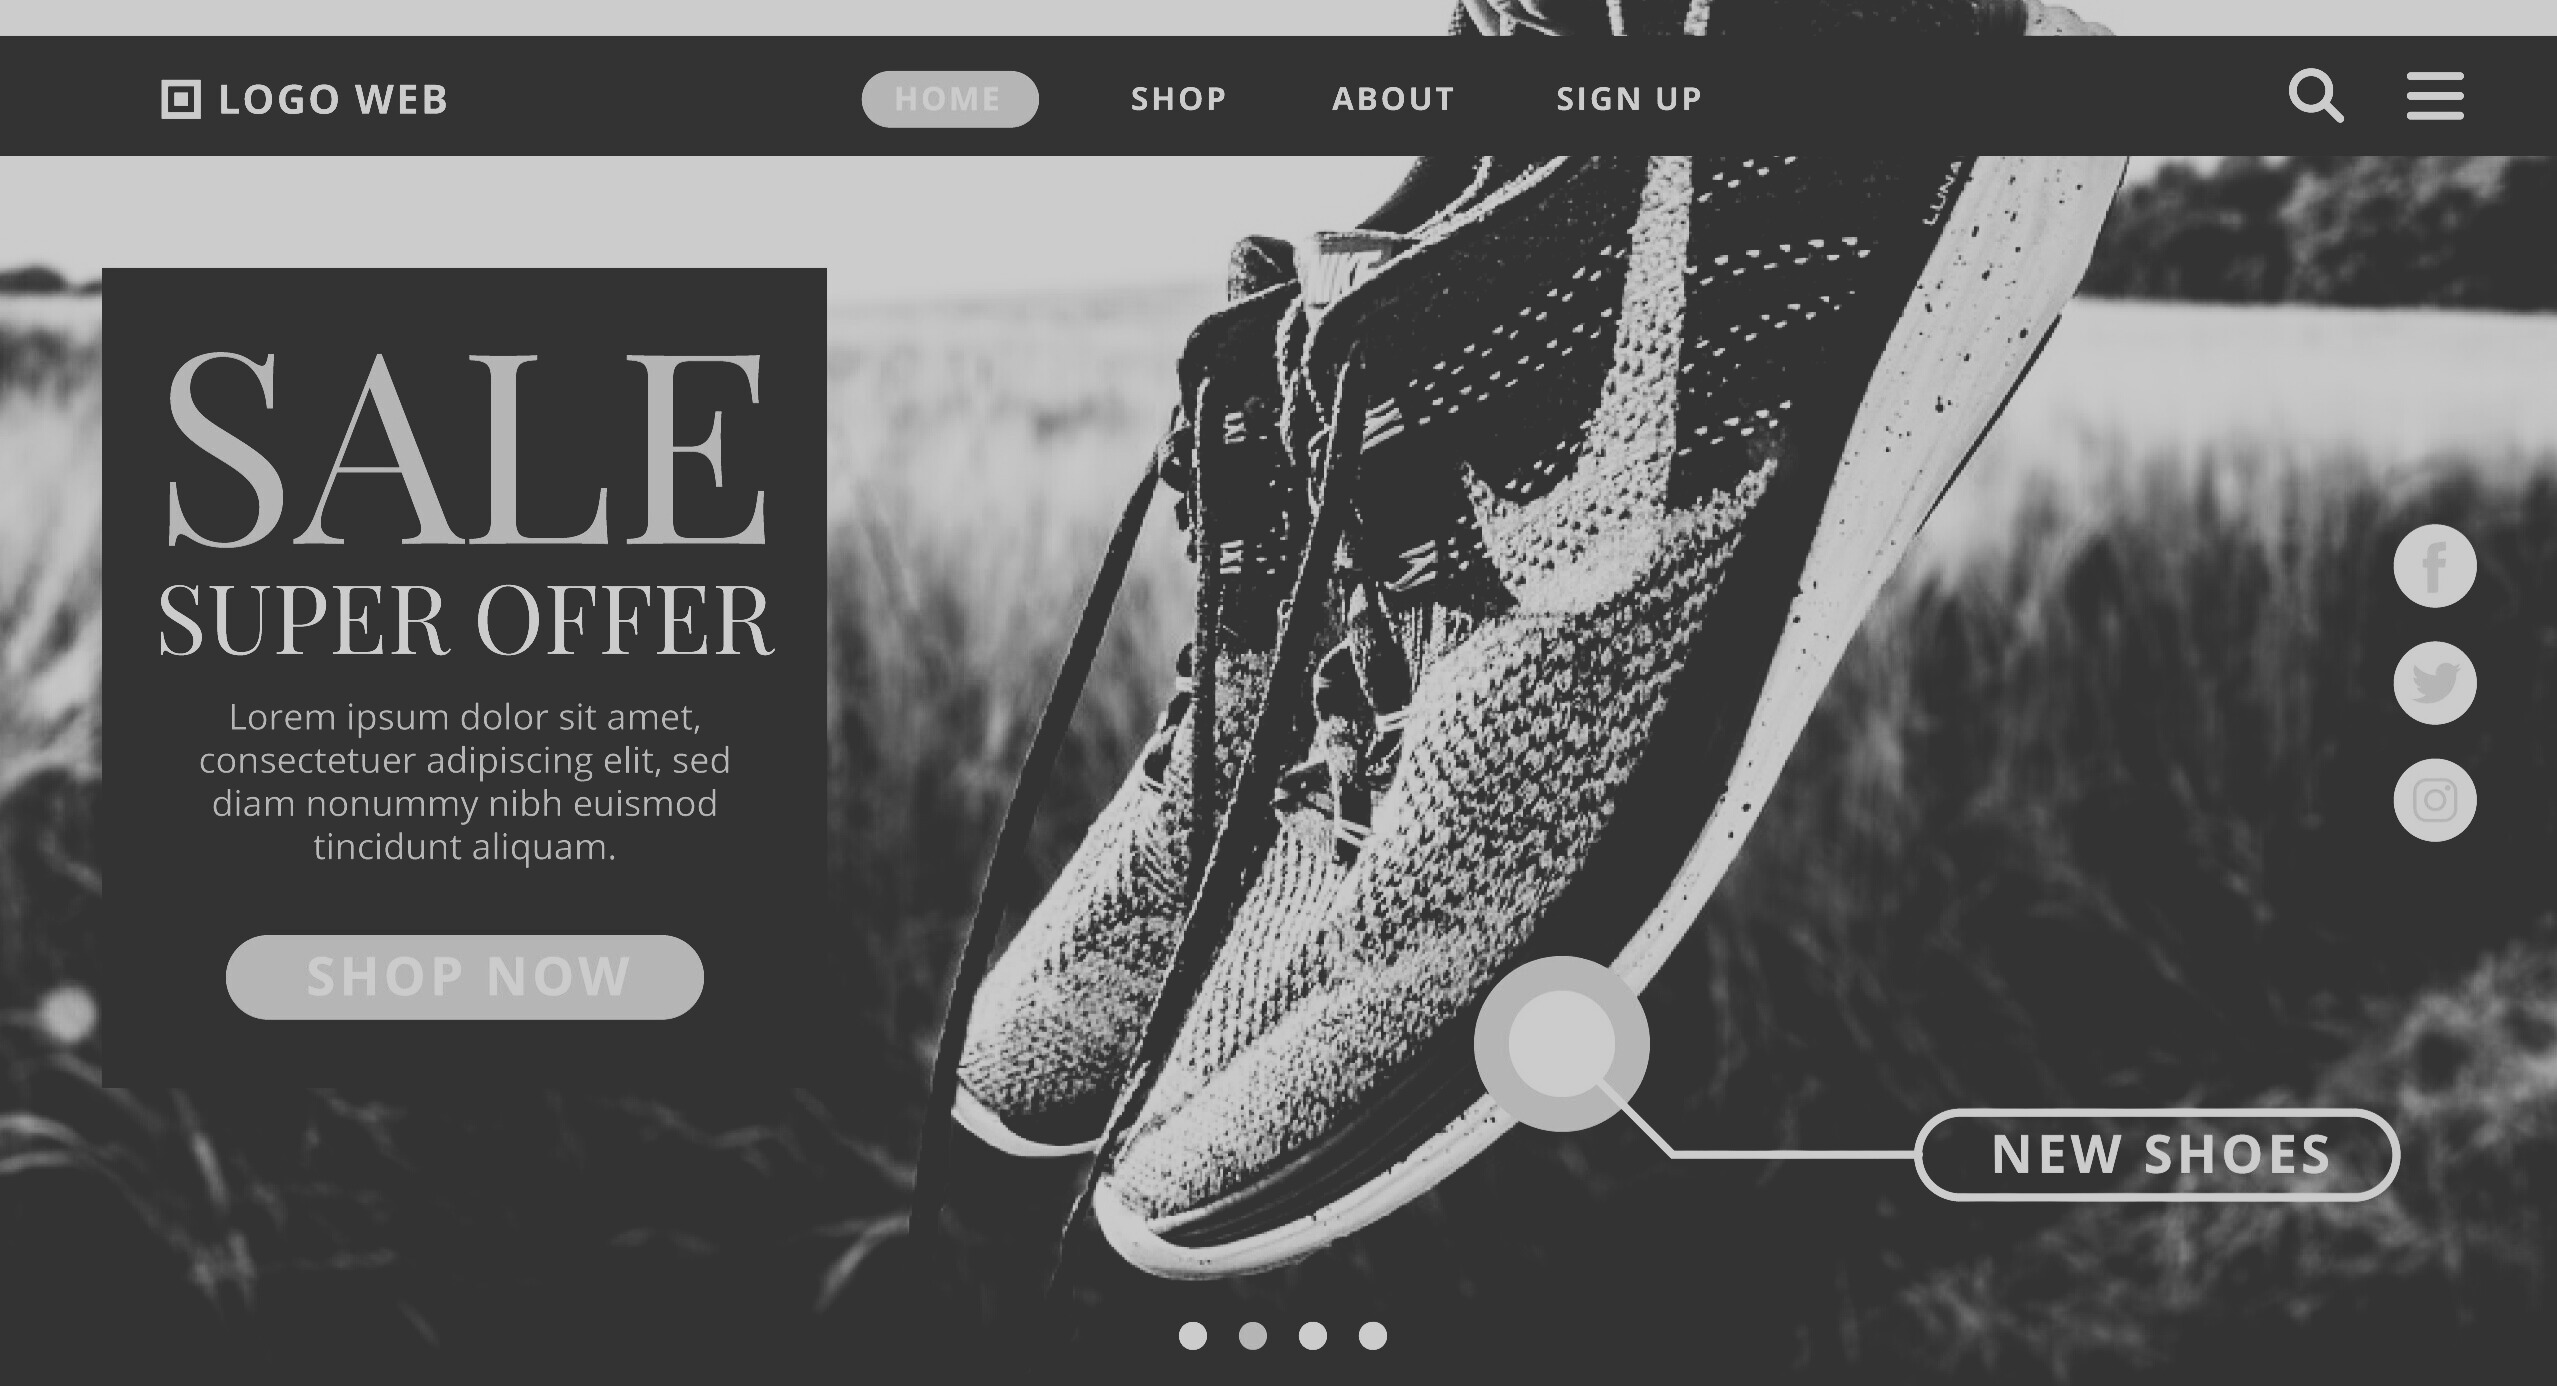 LOGO WEB
HOME
SHOP
ABOUT
SIGN UP
LUNA
SALE
SUPER OFFER
Lorem ipsum dolor sit amet,
consectetuer adipiscing elit, sed
diam nonummy nibh euismod
tincidunt aliquam.
SHOP NOW
NEW SHOES